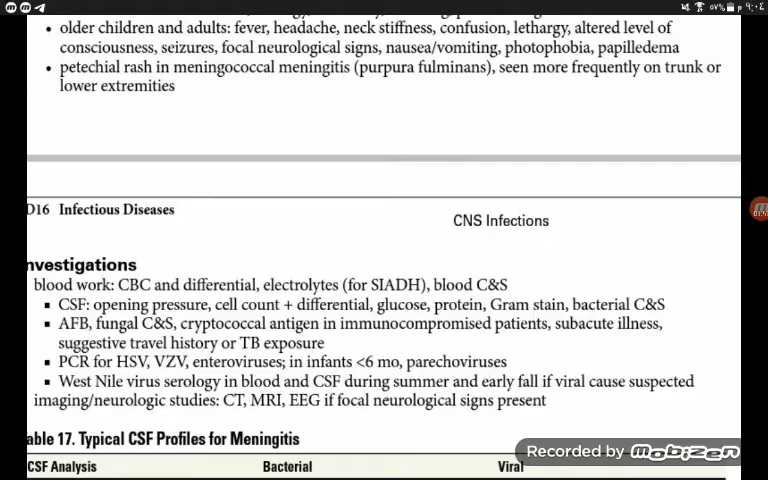 older children and adults: fever, headache, neck stiffness, confusion, lethargy, altered level of
consciousness, seizures, focal neurological signs, nausea/vomiting, photophobia, papilledema
• petechial rash in meningococcal meningitis (purpura fulminans), seen more frequently on trunk or
lower extremities
D16 Infectious Diseases
CNS Infections
nvestigations
blood work: CBC and differential, electrolytes (for SIADH), blood C&S
▪ CSF: opening pressure, cell count + differential, glucose, protein, Gram stain, bacterial C&S
▪ AFB, fungal C&S, cryptococcal antigen in immunocompromised patients, subacute illness,
suggestive travel history or TB exposure
▪ PCR for HSV, VZV, enteroviruses; in infants <6 mo, parechoviruses
▪ West Nile virus serology in blood and CSF during summer and early fall if viral cause suspected
imaging/neurologic studies: CT, MRI, EEG if focal neurological signs present
able 17. Typical CSF Profiles for Meningitis
CSF Analysis Bacterial Viral
Recorded by Mobizen